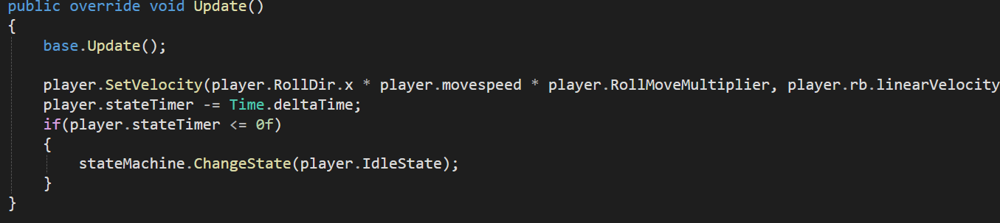 public override void Update()
{
    base.Update();

    player.SetVelocity(player.RollDir.x * player.movespeed * player.RollMoveMultiplier, player.rb.linearVelocity
    player.stateTimer -= Time.deltaTime;
    if(player.stateTimer <= 0f)
    {
        stateMachine.ChangeState(player.IdleState);
    }
}